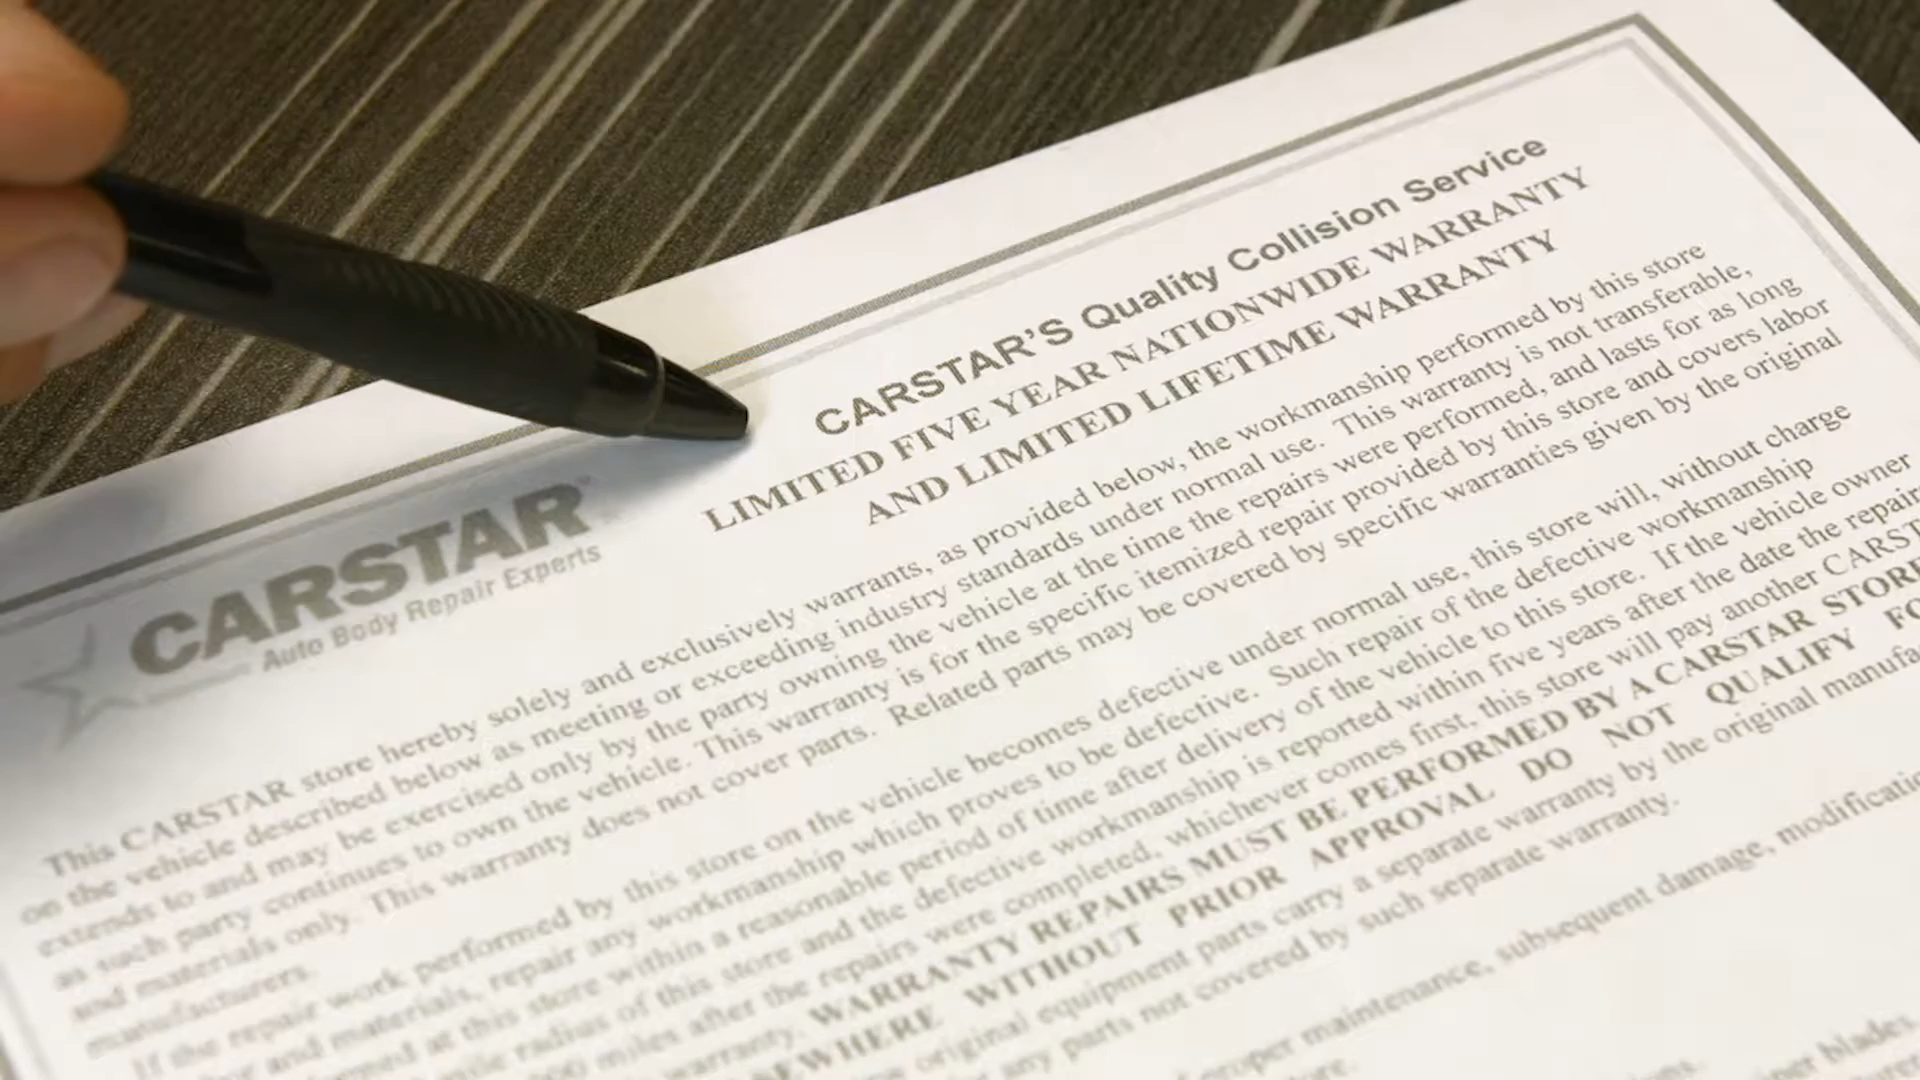 CARSTAR'S Quality Collision Service
LIMITED FIVE YEAR NATIONWIDE WARRANTY
AND LIMITED LIFETIME WARRANTY
CARSTAR
Auto Body Repair Experts
This CARSTAR store hereby solely and exclusively warrants, as provided below, the workmanship performed by this store
on the vehicle described below as meeting or exceeding industry standards under normal use. This warranty is not transferable,
extends to and may be exercised only by the party owning the vehicle at the time the repairs were performed, and lasts for as long
as such party continues to own the vehicle. This warranty is for the specific itemized repair provided by this store and covers labor
and materials only. This warranty does not cover parts. Related parts may be covered by specific warranties given by the original
manufacturers.
If the repair work performed by this store on the vehicle becomes defective under normal use, this store will, without charge
and materials, repair any workmanship which proves to be defective. Such repair of the defective workmanship
at this store within a reasonable period of time after delivery of the vehicle to this store. If the vehicle owner
radius of this store and the defective workmanship is reported within five years after the date the repair
miles after the repairs were completed, whichever comes first, this store will pay another CARST
warranty. WARRANTY REPAIRS MUST BE PERFORMED BY A CARSTAR STORE
WITHOUT PRIOR APPROVAL DO NOT QUALIFY FO
original equipment parts carry a separate warranty by the original manufa
any parts not covered by such separate warranty.
maintenance, subsequent damage, modificatio
blades